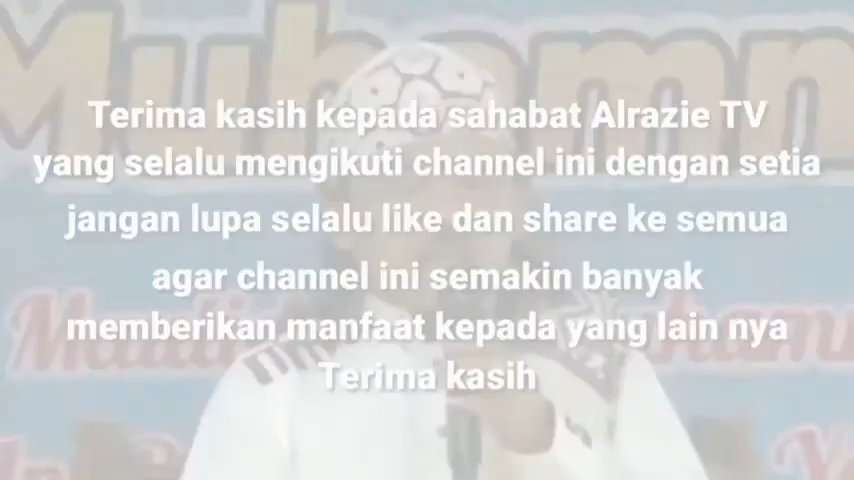 Muhamm
Terima kasih kepada sahabat Alrazie TV
yang selalu mengikuti channel ini dengan setia
jangan lupa selalu like dan share ke semua
agar channel ini semakin banyak
memberikan manfaat kepada yang lain nya
Terima kasih